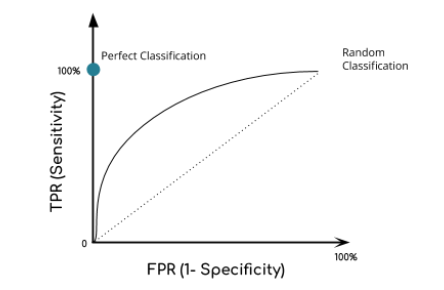 Perfect Classification
Random
Classification
100%
TPR (Sensitivity)
0
100%
FPR (1- Specificity)